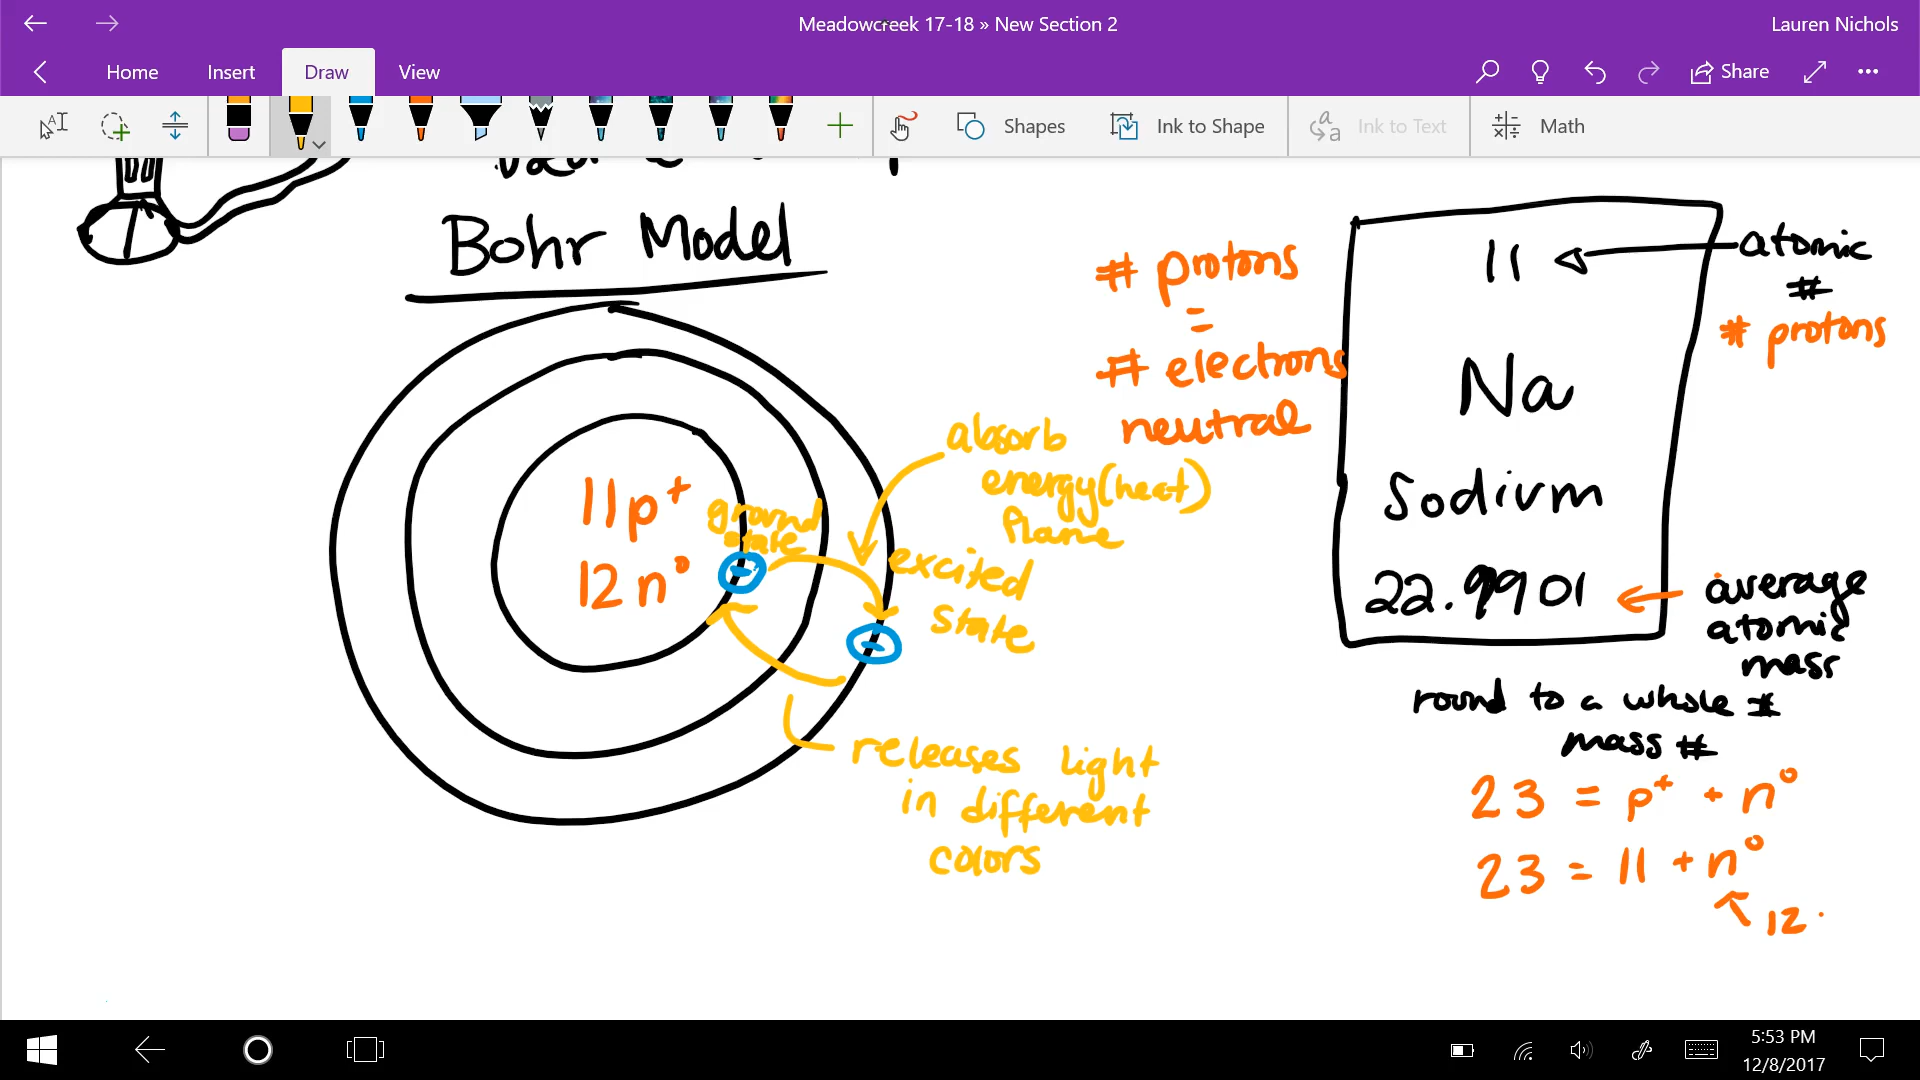 Meadowcreek 17-18 » New Section 2
Lauren Nichols
Home Insert Draw View
Share
Shapes
Ink to Shape
Ink to Text
Math
Bohr Model
# protons
=
# electrons
neutral
11
atomic
#
# protons
Na
Sodium
22.9901
average
atomic
mass
round to a whole #
mass #
23 = p⁺ + n⁰
23 = 11 + n⁰
12
11p⁺
12n⁰
ground
state
-
-
absorb
energy (heat)
flame
excited
state
releases light
in different
colors
5:53 PM
12/8/2017